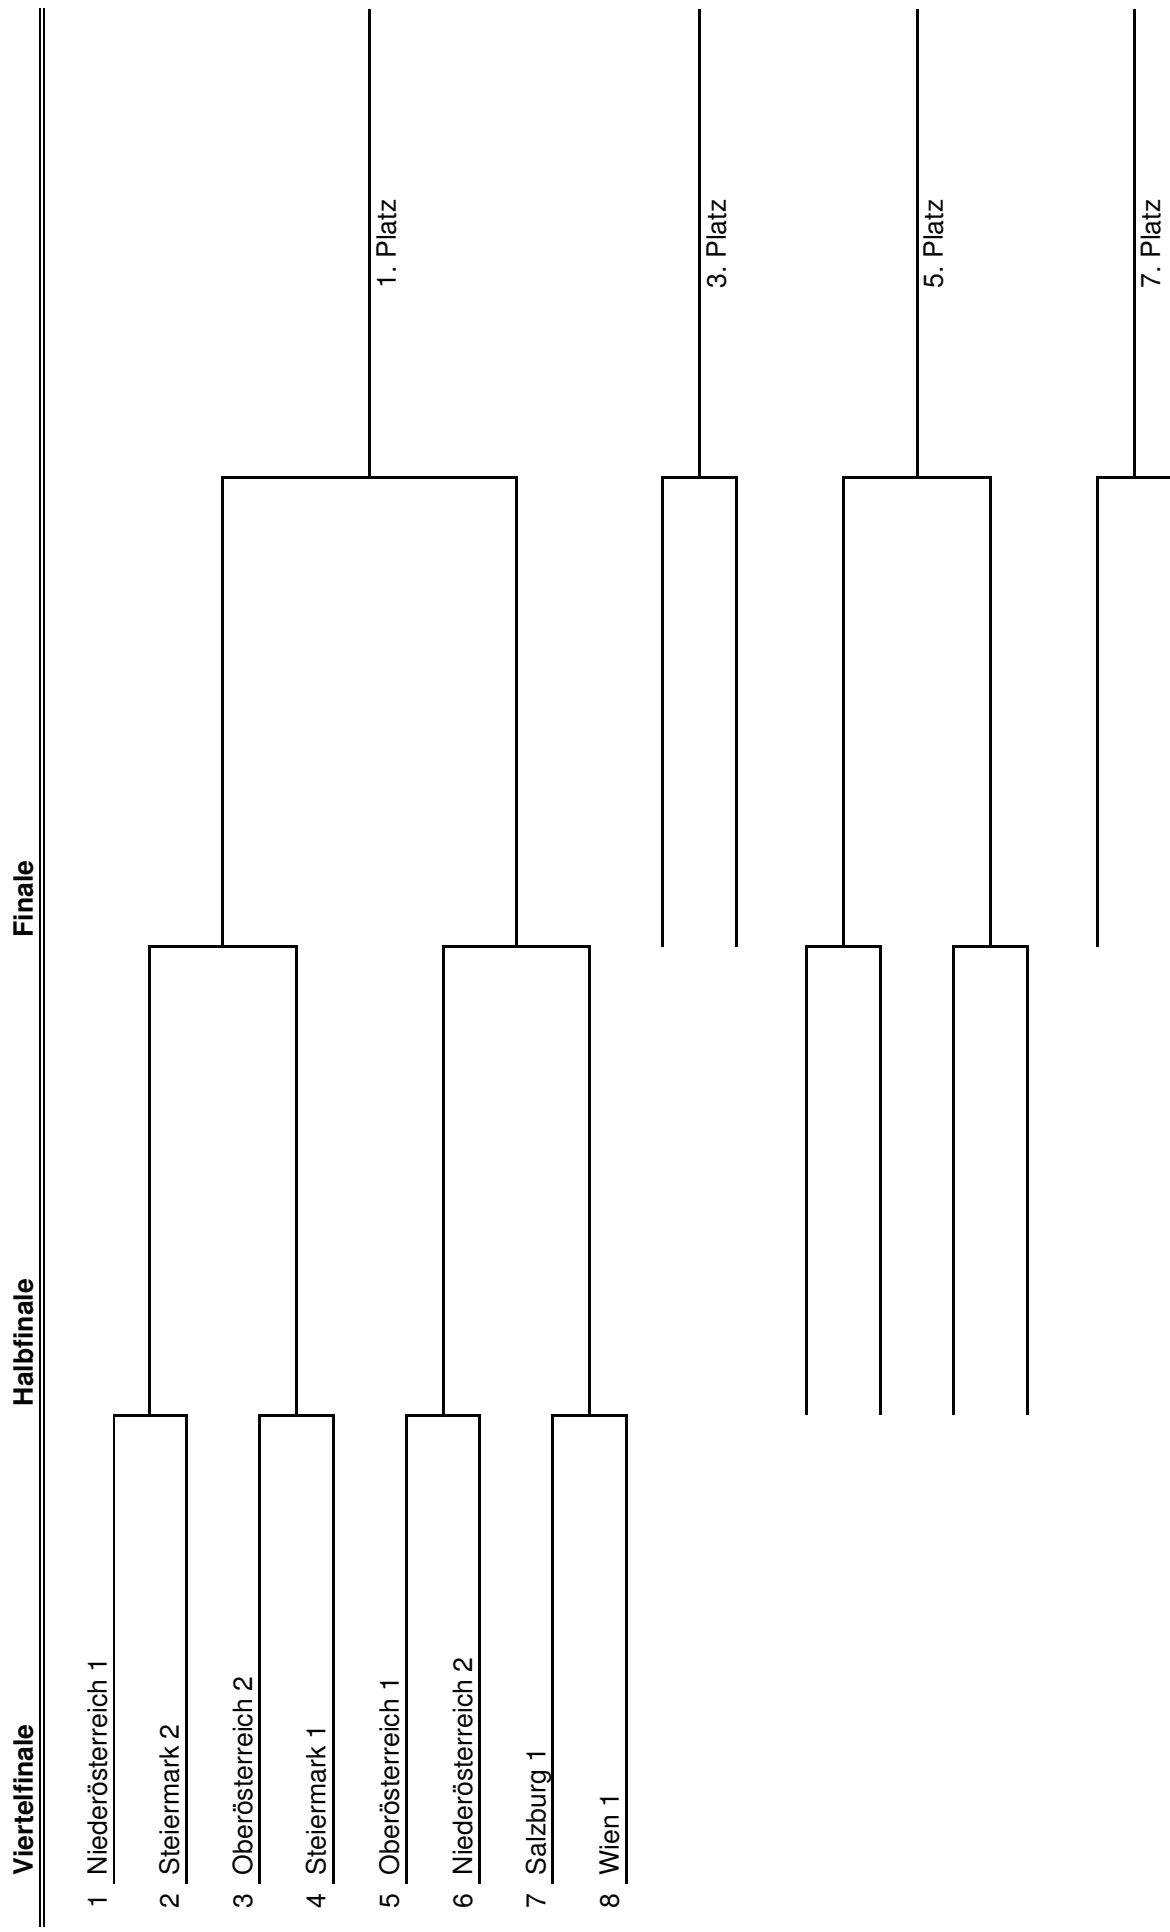 Viertelfinale Halbfinale Finale
1 Niederösterreich 1
2 Steiermark 2
3 Oberösterreich 2
4 Steiermark 1
5 Oberösterreich 1
6 Niederösterreich 2
7 Salzburg 1
8 Wien 1
1. Platz
3. Platz
5. Platz
7. Platz